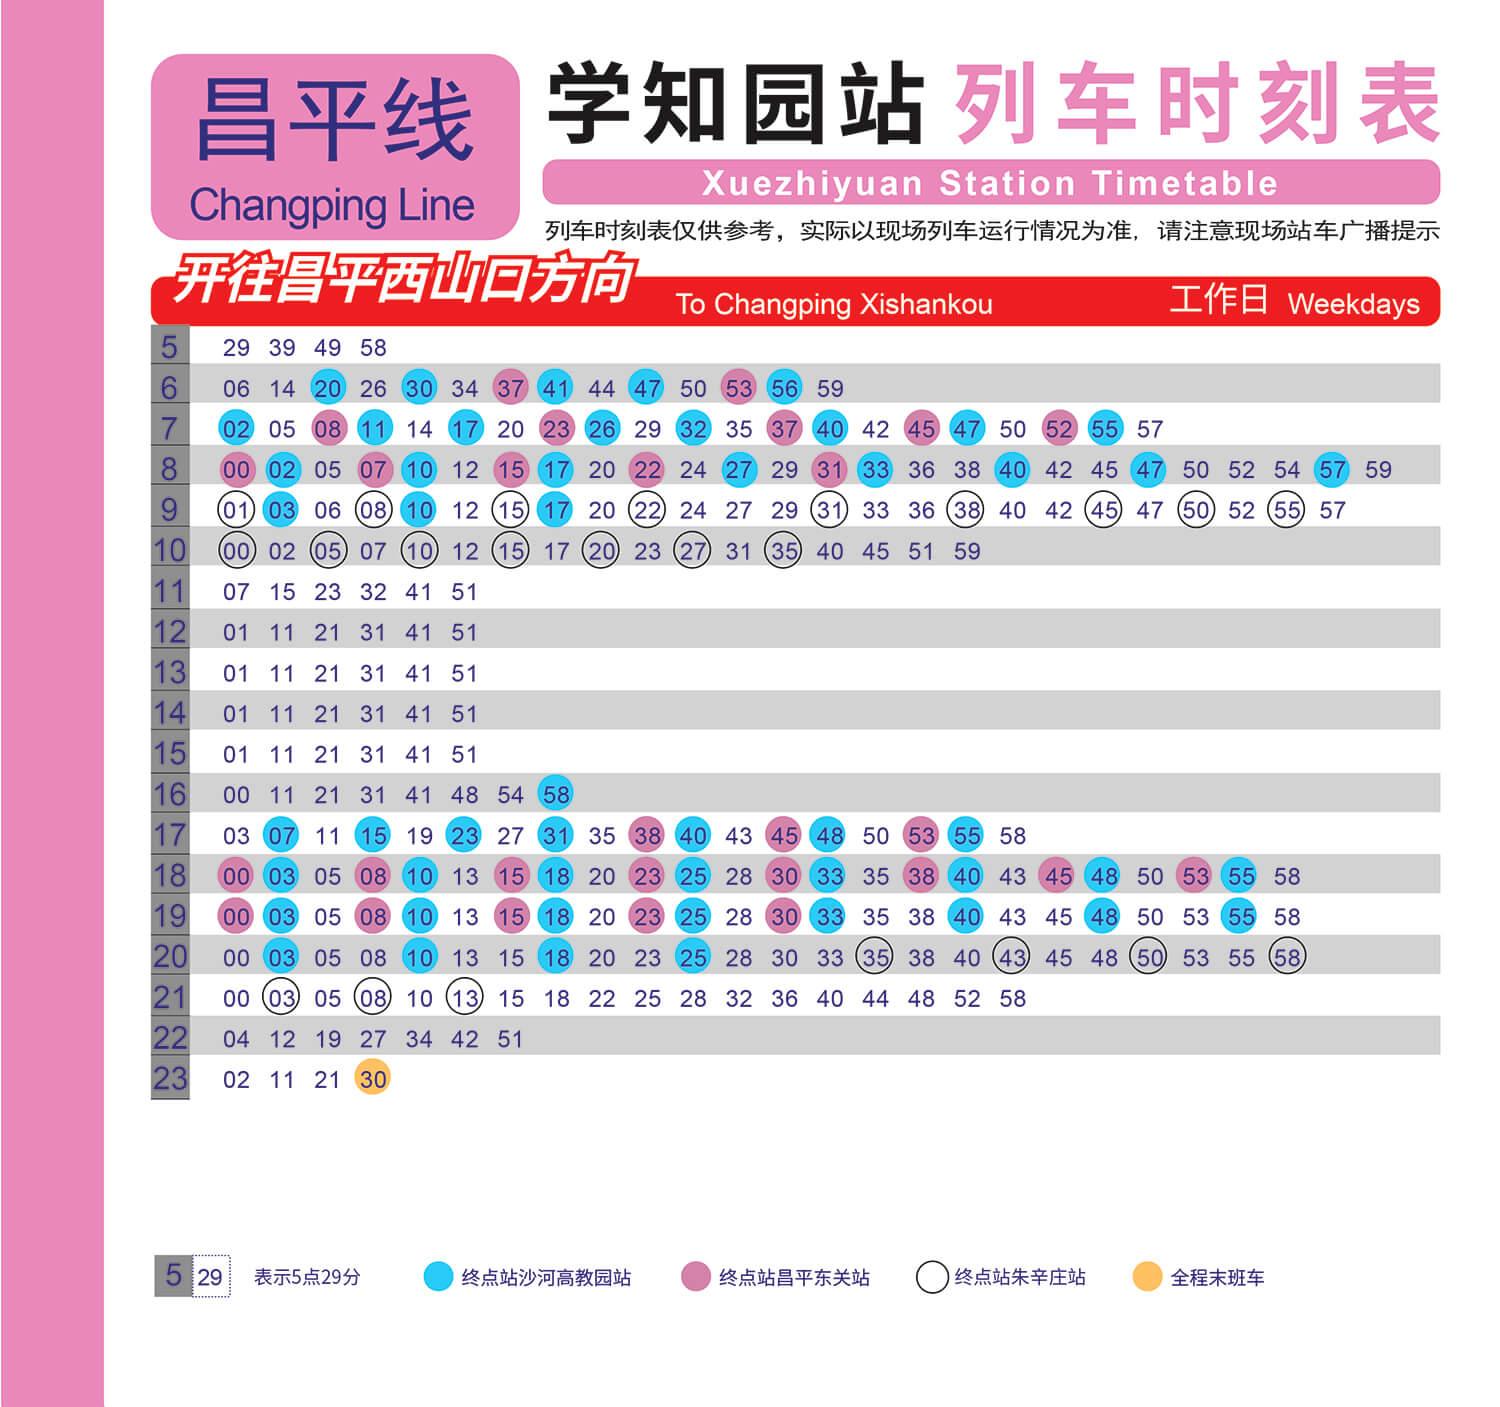 昌平线
Changping Line
学知园站 列车时刻表
Xuezhiyuan Station Timetable
列车时刻表仅供参考，实际以现场列车运行情况为准，请注意现场站车广播提示
开往昌平西山口方向 To Changping Xishankou 工作日 Weekdays
5 29 39 49 58
6 06 14 20 26 30 34 37 41 44 47 50 53 56 59
7 02 05 08 11 14 17 20 23 26 29 32 35 37 40 42 45 47 50 52 55 57
8 00 02 05 07 10 12 15 17 20 22 24 27 29 31 33 36 38 40 42 45 47 50 52 54 57 59
9 01 03 06 08 10 12 15 17 20 22 24 27 29 31 33 36 38 40 42 45 47 50 52 55 57
10 00 02 05 07 10 12 15 17 20 23 27 31 35 40 45 51 59
11 07 15 23 32 41 51
12 01 11 21 31 41 51
13 01 11 21 31 41 51
14 01 11 21 31 41 51
15 01 11 21 31 41 51
16 00 11 21 31 41 48 54 58
17 03 07 11 15 19 23 27 31 35 38 40 43 45 48 50 53 55 58
18 00 03 05 08 10 13 15 18 20 23 25 28 30 33 35 38 40 43 45 48 50 53 55 58
19 00 03 05 08 10 13 15 18 20 23 25 28 30 33 35 38 40 43 45 48 50 53 55 58
20 00 03 05 08 10 13 15 18 20 23 25 28 30 33 35 38 40 43 45 48 50 53 55 58
21 00 03 05 08 10 13 15 18 22 25 28 32 36 40 44 48 52 58
22 04 12 19 27 34 42 51
23 02 11 21 30
5 29 表示5点29分 终点站沙河高教园站 终点站昌平东关站 终点站朱辛庄站 全程末班车